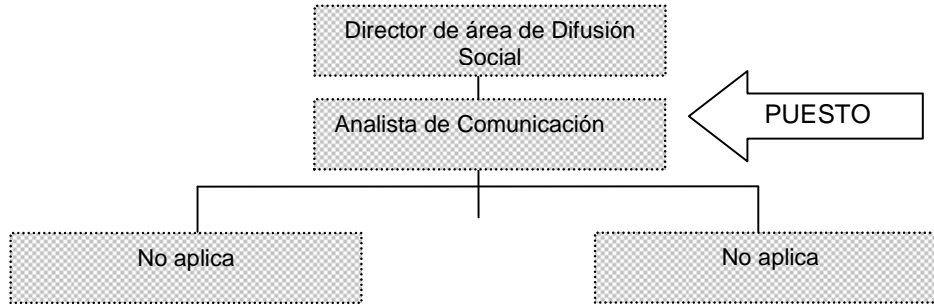 Director de área de Difusión
Social
Analista de Comunicación
PUESTO
No aplica
No aplica